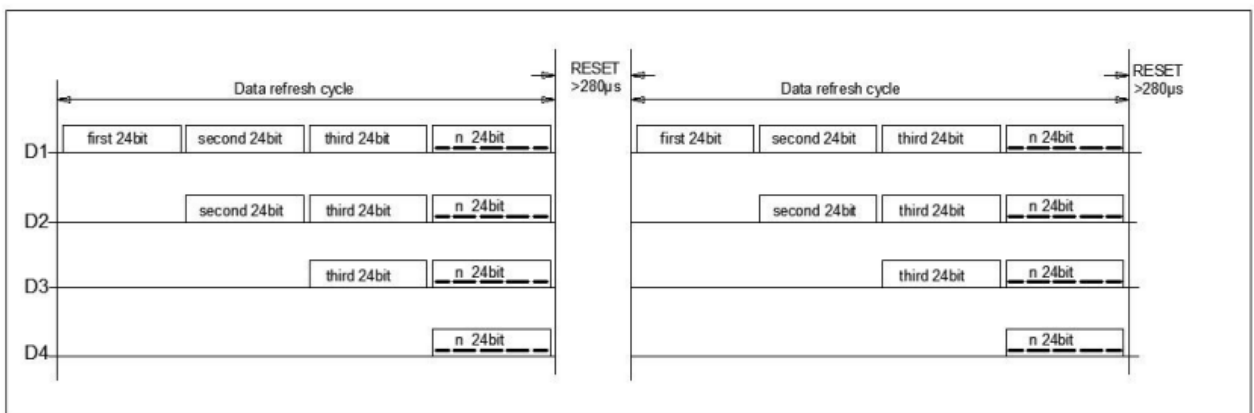 RESET
>280µs
RESET
>280µs
Data refresh cycle
Data refresh cycle
D1
first 24bit second 24bit third 24bit n 24bit
first 24bit second 24bit third 24bit n 24bit
D2
second 24bit third 24bit n 24bit
second 24bit third 24bit n 24bit
D3
third 24bit n 24bit
third 24bit n 24bit
D4
n 24bit
n 24bit